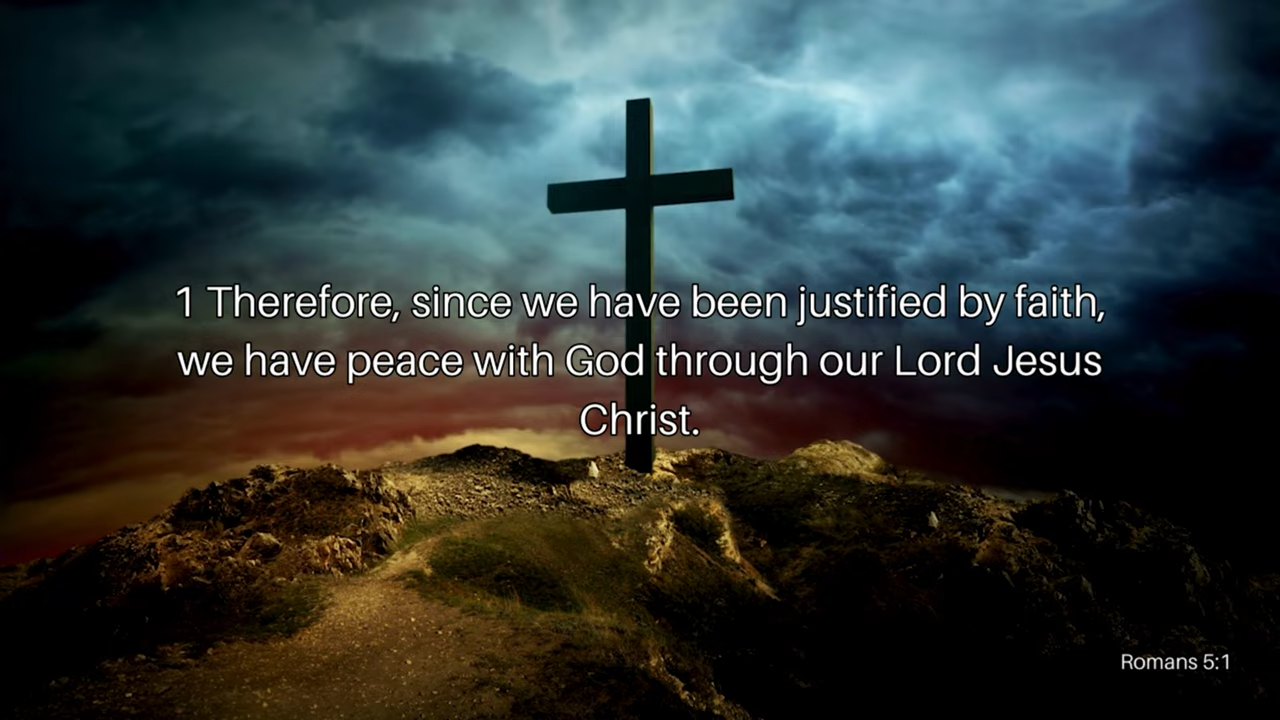 1 Therefore, since we have been justified by faith,
we have peace with God through our Lord Jesus
Christ.
Romans 5:1